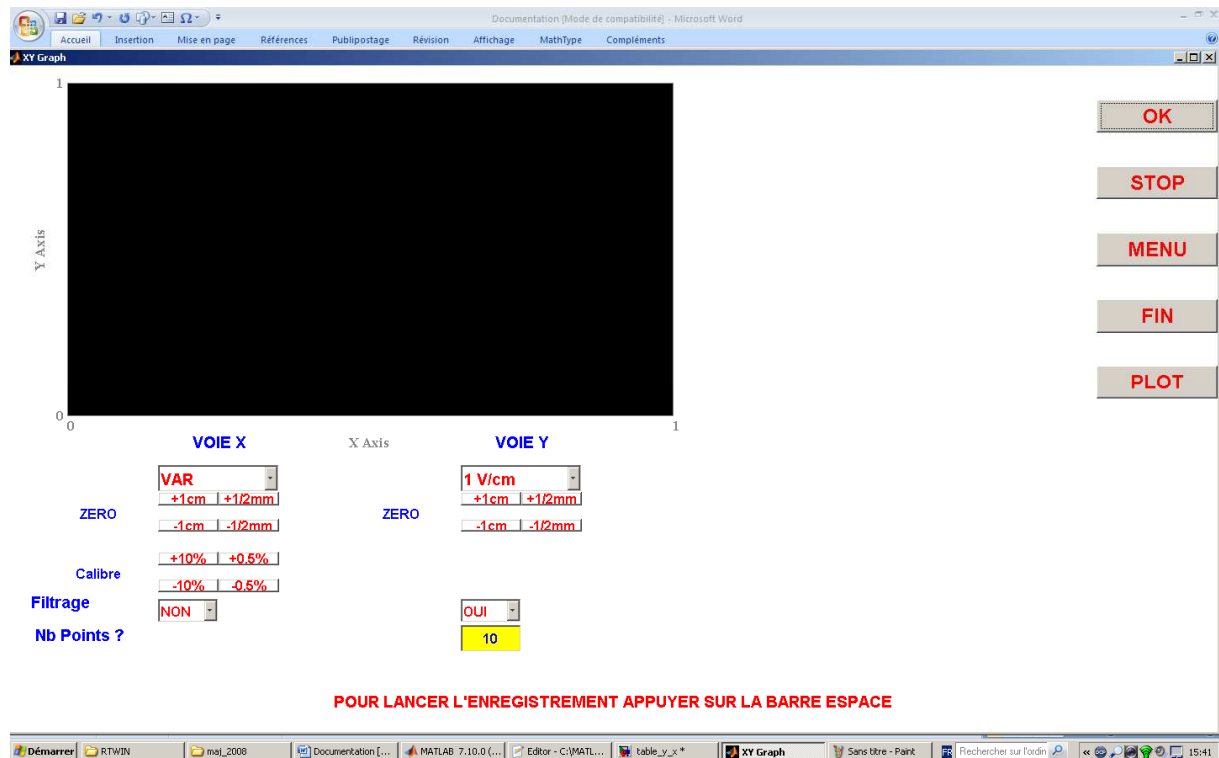 Documentation [Mode de compatibilité] - Microsoft Word
Accueil Insertion Mise en page Références Publipostage Révision Affichage MathType Compléments
XY Graph
1
OK
STOP
Y Axis
MENU
FIN
PLOT
0
0 1
VOIE X X Axis VOIE Y
VAR 1 V/cm
+1cm +1/2mm +1cm +1/2mm
ZERO ZERO
-1cm -1/2mm -1cm -1/2mm
+10% +0.5%
Calibre
-10% -0.5%
Filtrage
NON OUI
Nb Points ? 10
POUR LANCER L'ENREGISTREMENT APPUYER SUR LA BARRE ESPACE
Démarrer RTWIN maj_2008 Documentation [... MATLAB 7.10.0 (... Editor - C:\MATL... table_y_x * XY Graph Sans titre - Paint FR Rechercher sur l'ordin « 15:41